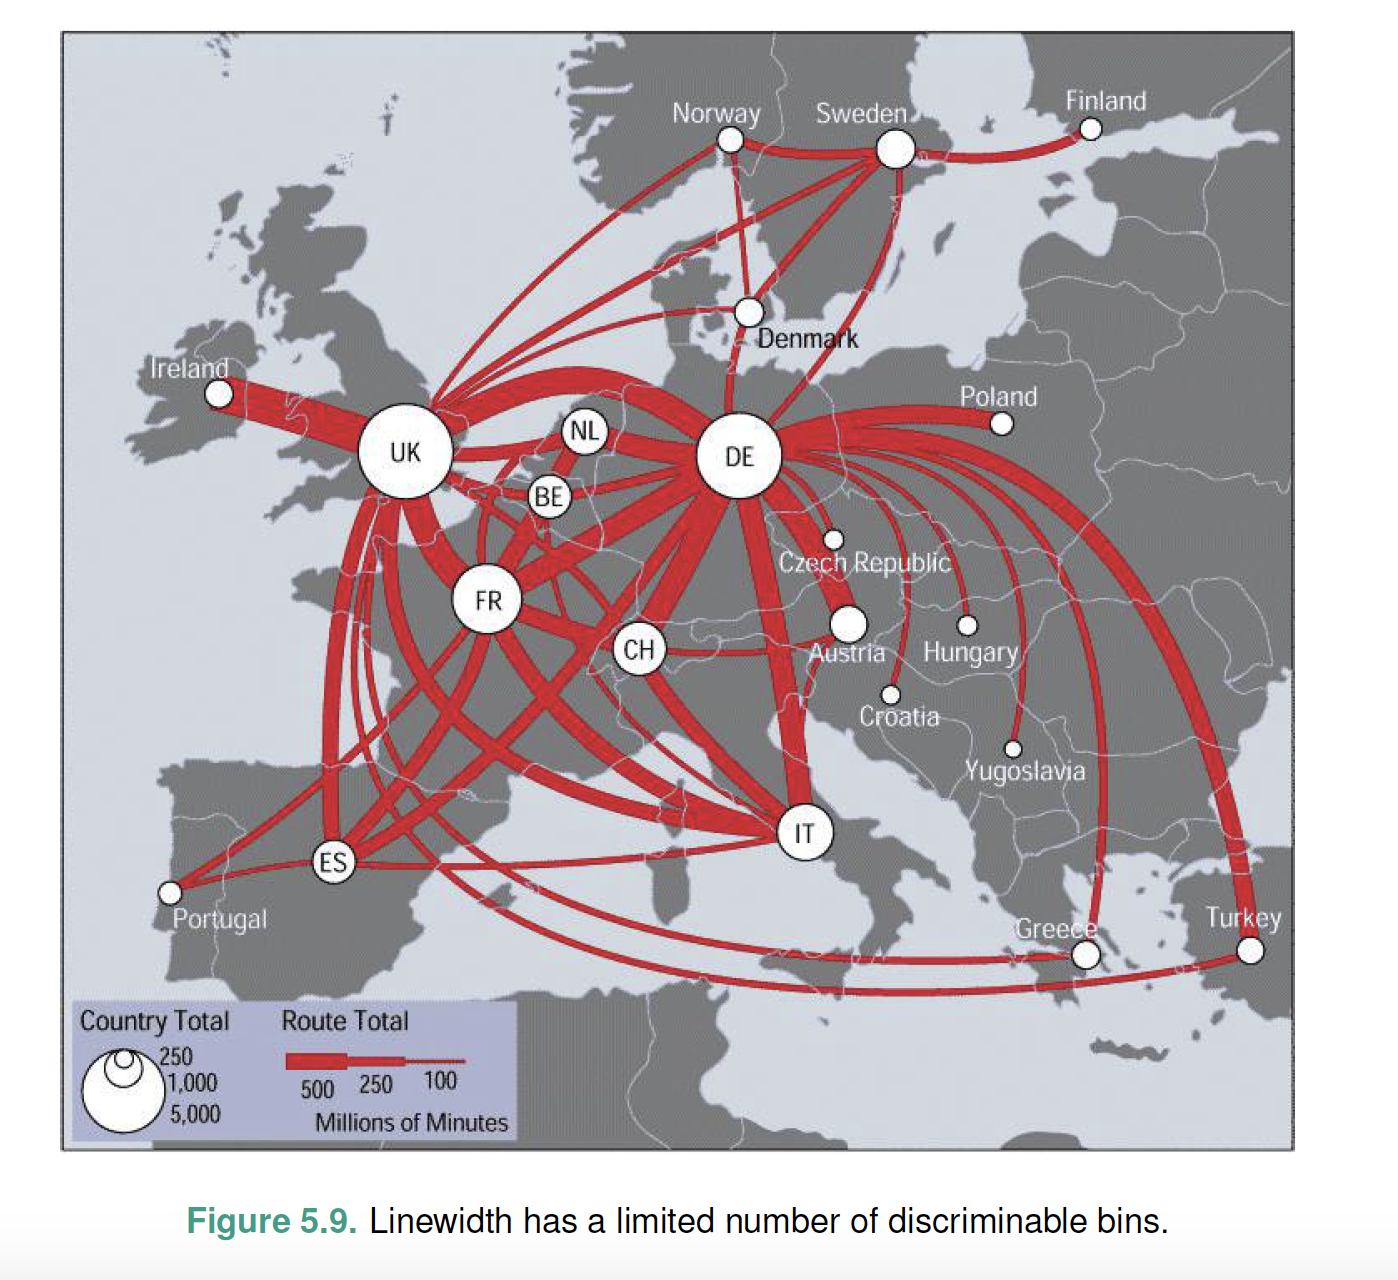 Norway
Sweden
Finland
Denmark
Ireland
Poland
UK
NL
DE
BE
Czech Republic
FR
CH
Austria
Hungary
Croatia
Yugoslavia
IT
ES
Portugal
Greece
Turkey
Country Total
250
1,000
5,000
Route Total
500 250 100
Millions of Minutes
Figure 5.9. Linewidth has a limited number of discriminable bins.